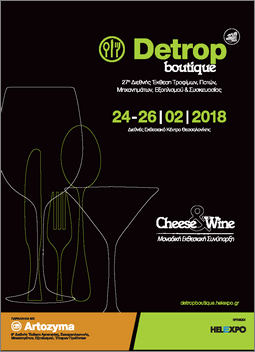 Detrop
boutique
27η Διεθνής Έκθεση Τροφίμων, Ποτών,
Μηχανημάτων, Εξοπλισμού & Συσκευασίας
24-26|02|2018
Διεθνές Εκθεσιακό Κέντρο Θεσσαλονίκης
Cheese & Wine
Μοναδική Εκθεσιακή Συνύπαρξη
detropboutique.helexpo.gr
Artozyma
HELEXPO